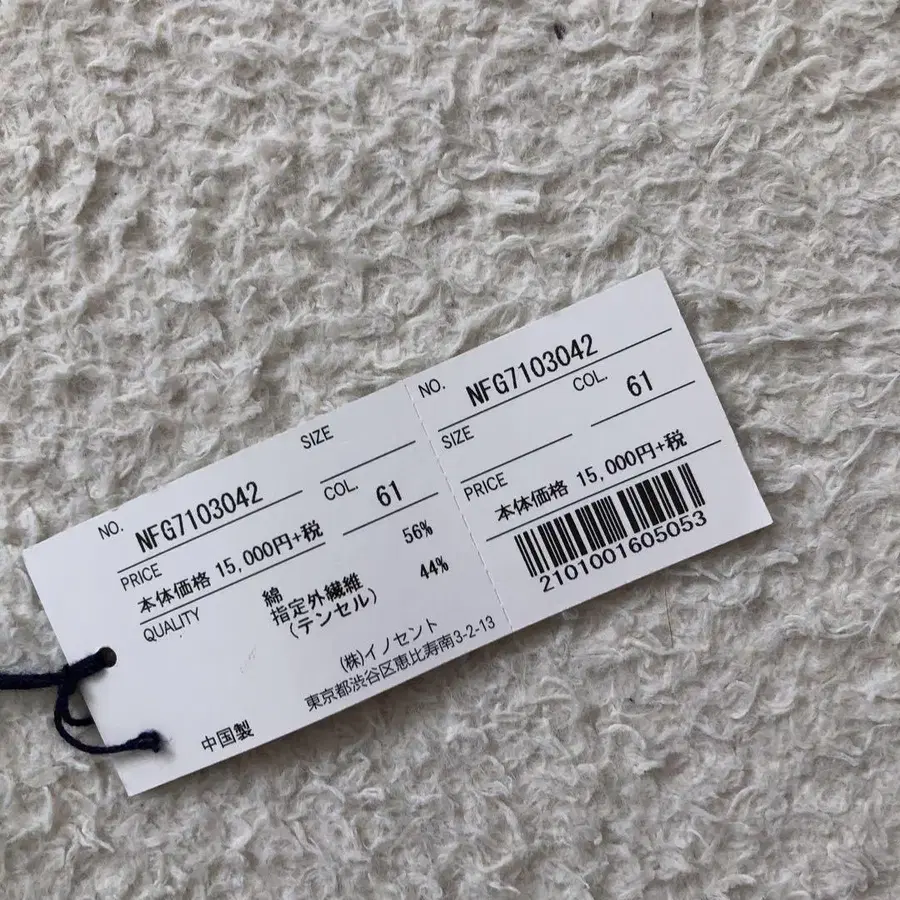 NO. NFG7103042
SIZE
PRICE
COL. 61
本体価格 15,000円+税
QUALITY
綿 56%
指定外繊維 44%
(テンセル)
(株)イノセント
東京都渋谷区恵比寿南3-2-13
中国製
NO. NFG7103042
SIZE
COL. 61
PRICE
本体価格 15,000円+税
2101001605053